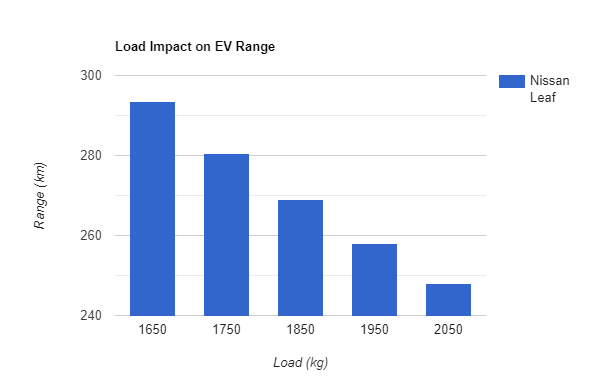 Load Impact on EV Range
300
280
260
240
Range (km)
1650 1750 1850 1950 2050
Load (kg)
Nissan
Leaf